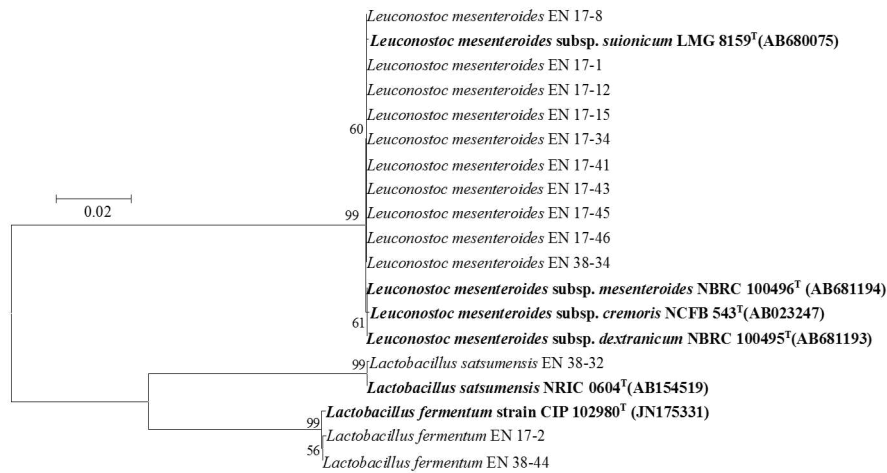 Leuconostoc mesenteroides EN 17-8
Leuconostoc mesenteroides subsp. suionicum LMG 8159ᵀ(AB680075)
Leuconostoc mesenteroides EN 17-1
Leuconostoc mesenteroides EN 17-12
Leuconostoc mesenteroides EN 17-15
60
Leuconostoc mesenteroides EN 17-34
Leuconostoc mesenteroides EN 17-41
Leuconostoc mesenteroides EN 17-43
0.02
99
Leuconostoc mesenteroides EN 17-45
Leuconostoc mesenteroides EN 17-46
Leuconostoc mesenteroides EN 38-34
Leuconostoc mesenteroides subsp. mesenteroides NBRC 100496ᵀ (AB681194)
Leuconostoc mesenteroides subsp. cremoris NCFB 543ᵀ(AB023247)
61
Leuconostoc mesenteroides subsp. dextranicum NBRC 100495ᵀ(AB681193)
99
Lactobacillus satsumensis EN 38-32
Lactobacillus satsumensis NRIC 0604ᵀ(AB154519)
Lactobacillus fermentum strain CIP 102980ᵀ (JN175331)
99
Lactobacillus fermentum EN 17-2
56
Lactobacillus fermentum EN 38-44